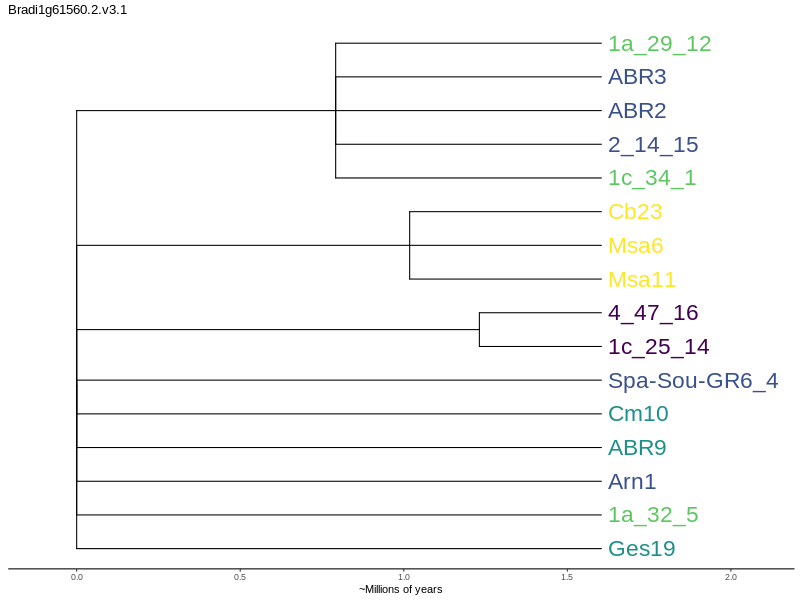 Bradi1g61560.2.v3.1
1a_29_12
ABR3
ABR2
2_14_15
1c_34_1
Cb23
Msa6
Msa11
4_47_16
1c_25_14
Spa-Sou-GR6_4
Cm10
ABR9
Arn1
1a_32_5
Ges19
0.0 0.5 1.0 1.5 2.0
~Millions of years